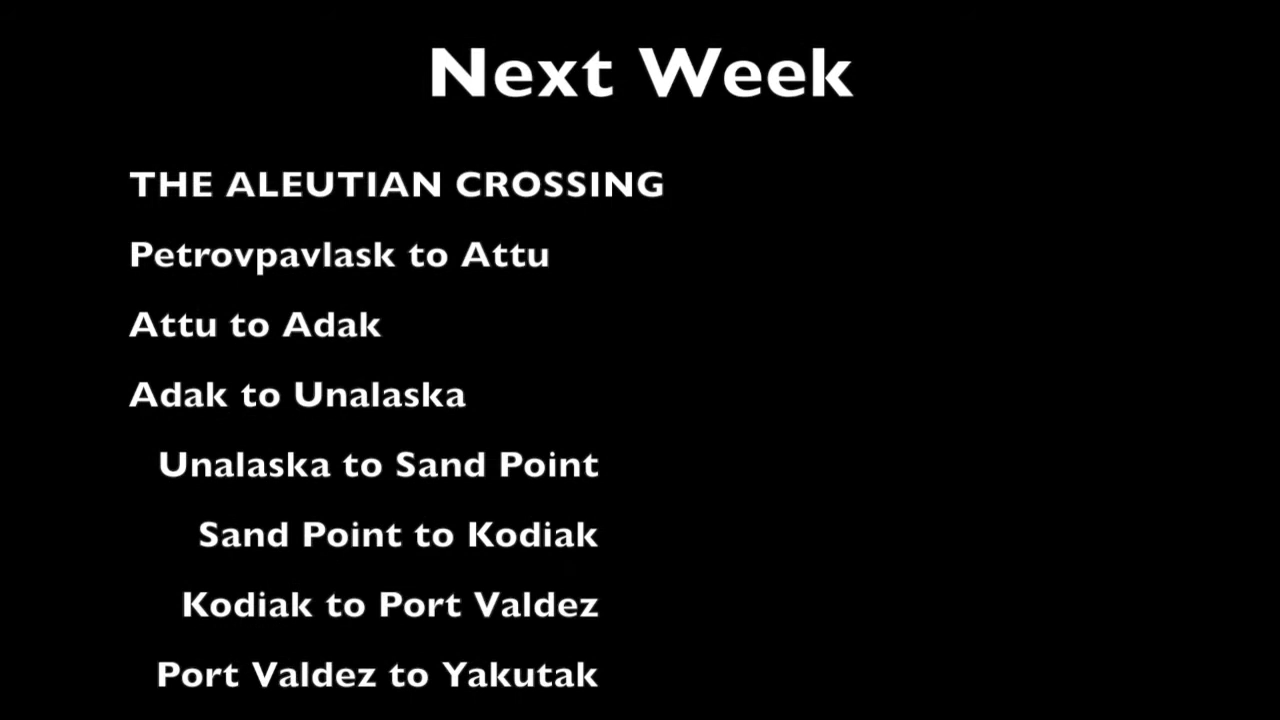 Next Week
THE ALEUTIAN CROSSING
Petrovpavlask to Attu
Attu to Adak
Adak to Unalaska
Unalaska to Sand Point
Sand Point to Kodiak
Kodiak to Port Valdez
Port Valdez to Yakutak